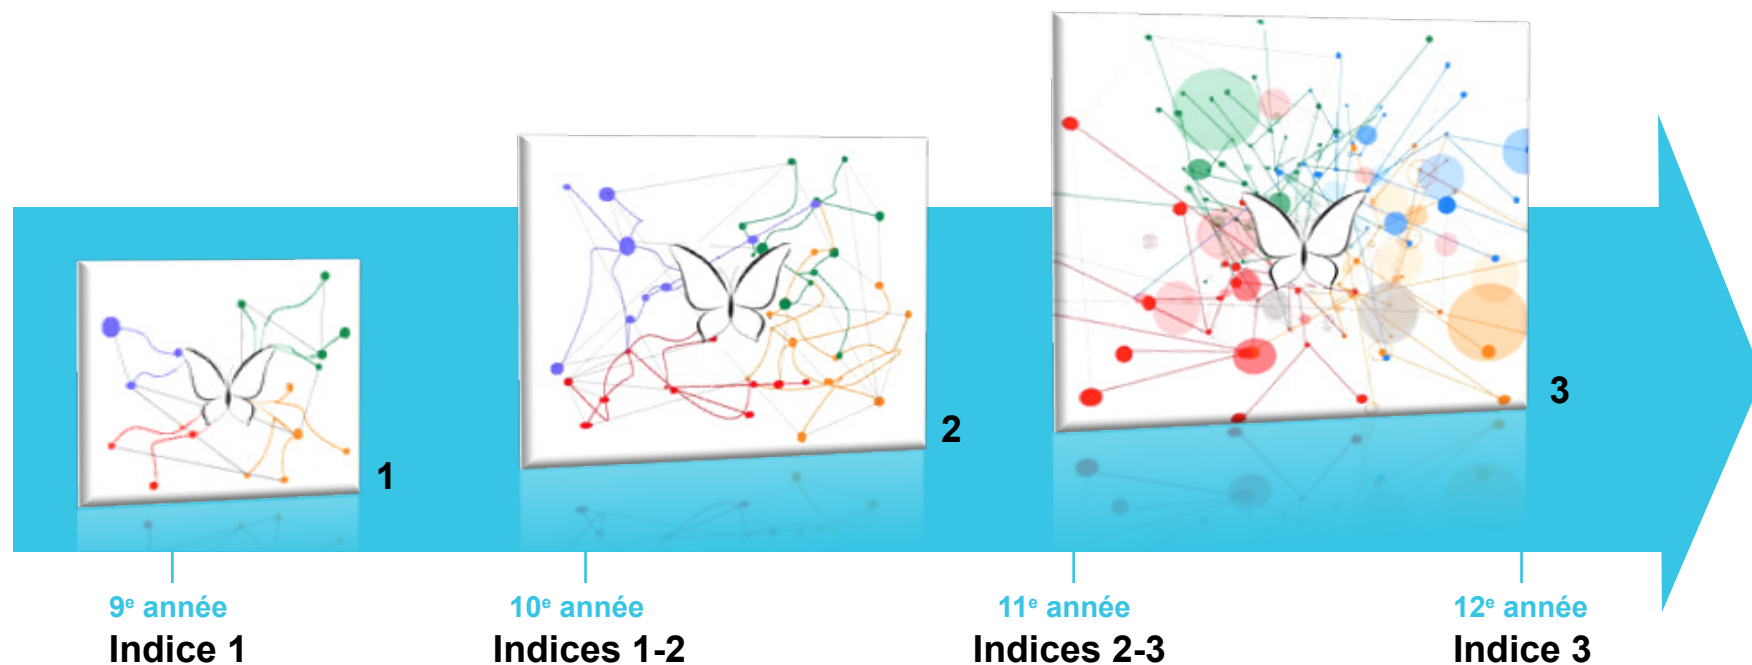 1
2
3
9e année
Indice 1
10e année
Indices 1-2
11e année
Indices 2-3
12e année
Indice 3